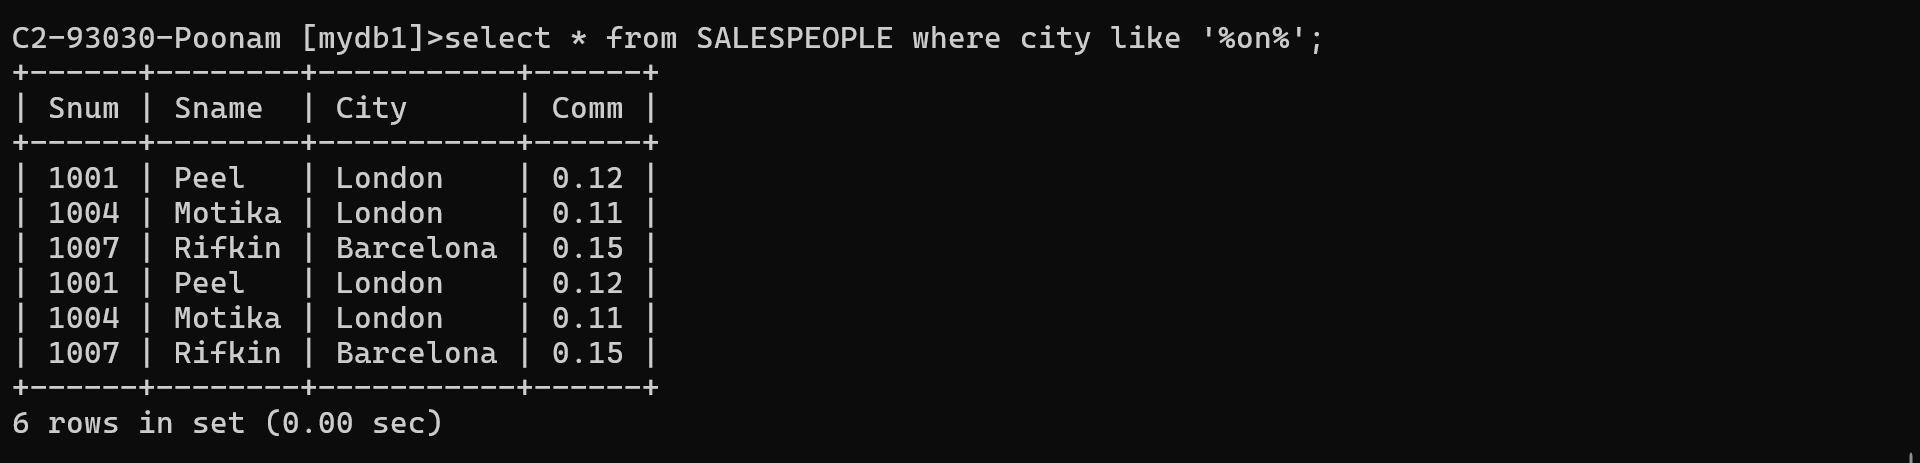 C2-93030-Poonam [mydb1]>select * from SALESPEOPLE where city like '%on%';
+------+--------+-----------+------+
| Snum | Sname  | City      | Comm |
+------+--------+-----------+------+
| 1001 | Peel   | London    | 0.12 |
| 1004 | Motika | London    | 0.11 |
| 1007 | Rifkin | Barcelona | 0.15 |
| 1001 | Peel   | London    | 0.12 |
| 1004 | Motika | London    | 0.11 |
| 1007 | Rifkin | Barcelona | 0.15 |
+------+--------+-----------+------+
6 rows in set (0.00 sec)